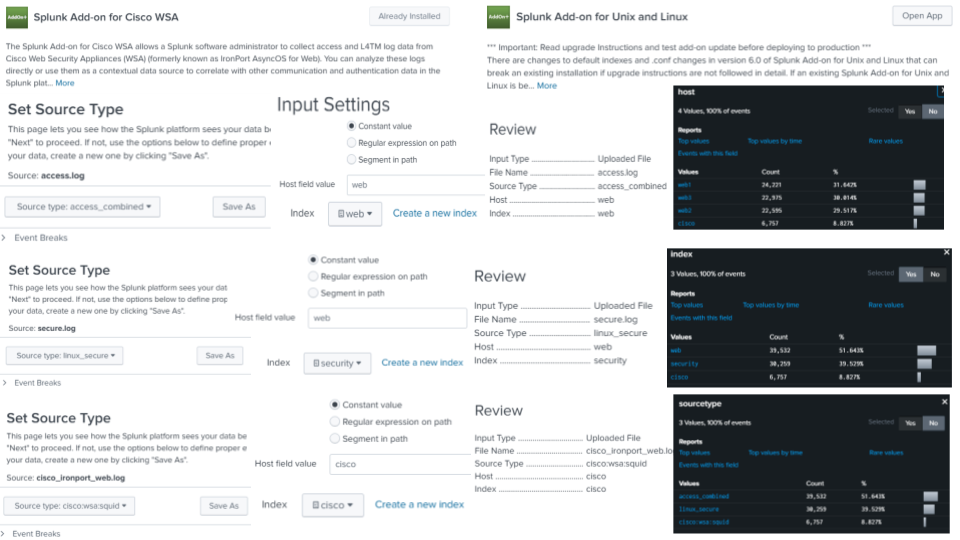 Splunk Add-on for Cisco WSA
Already Installed
The Splunk Add-on for Cisco WSA allows a Splunk software administrator to collect access and L4TM log data from
Cisco Web Security Appliances (WSA) (formerly known as IronPort AsyncOS for Web). You can analyze these logs
directly or use them as a contextual data source to correlate with other communication and authentication data in the
Splunk plat... More
Splunk Add-on for Unix and Linux
Open App
*** Important: Read upgrade Instructions and test add-on update before deploying to production ***
There are changes to default indexes and .conf changes in version 6.0 of Splunk Add-on for Unix and Linux that can
break an existing installation if upgrade instructions are not followed in detail. If an existing Splunk Add-on for Unix and
Linux is be... More
Set Source Type
This page lets you see how the Splunk platform sees your data be
"Next" to proceed. If not, use the options below to define proper
your data, create a new one by clicking "Save As".
Source: access.log
Source type: access_combined
Save As
Event Breaks
Input Settings
Constant value
Regular expression on path
Segment in path
Host field value
web
Index
web
Create a new index
Review
Input Type Uploaded File
File Name access.log
Source Type access_combined
Host web
Index web
host
X
4 Values, 100% of events
Selected
Yes
No
Reports
Top values
Top values by time
Rare values
Events with this field
Values Count %
web1 24,221 31.642%
web3 22,975 30.014%
web2 22,595 29.517%
cisco 6,757 8.827%
Set Source Type
This page lets you see how the Splunk platform sees your dat
"Next" to proceed. If not, use the options below to define prop
your data, create a new one by clicking "Save As".
Source: secure.log
Source type: linux_secure
Save As
Event Breaks
Constant value
Regular expression on path
Segment in path
Host field value
web
Index
security
Create a new index
Review
Input Type Uploaded File
File Name secure.log
Source Type linux_secure
Host web
Index security
index
X
3 Values, 100% of events
Selected
Yes
No
Reports
Top values
Top values by time
Rare values
Events with this field
Values Count %
web 39,532 51.643%
security 30,259 39.529%
cisco 6,757 8.827%
Set Source Type
This page lets you see how the Splunk platform sees your data be
"Next" to proceed. If not, use the options below to define proper e
your data, create a new one by clicking "Save As".
Source: cisco_ironport_web.log
Source type: cisco:wsa:squid
Save As
Event Breaks
Constant value
Regular expression on path
Segment in path
Host field value
cisco
Index
cisco
Create a new index
Review
Input Type Uploaded File
File Name cisco_ironport_web.lo
Source Type cisco:wsa:squid
Host cisco
Index cisco
sourcetype
X
3 Values, 100% of events
Selected
Yes
No
Reports
Top values
Top values by time
Rare values
Events with this field
Values Count %
access_combined 39,532 51.643%
linux_secure 30,259 39.529%
cisco:wsa:squid 6,757 8.827%